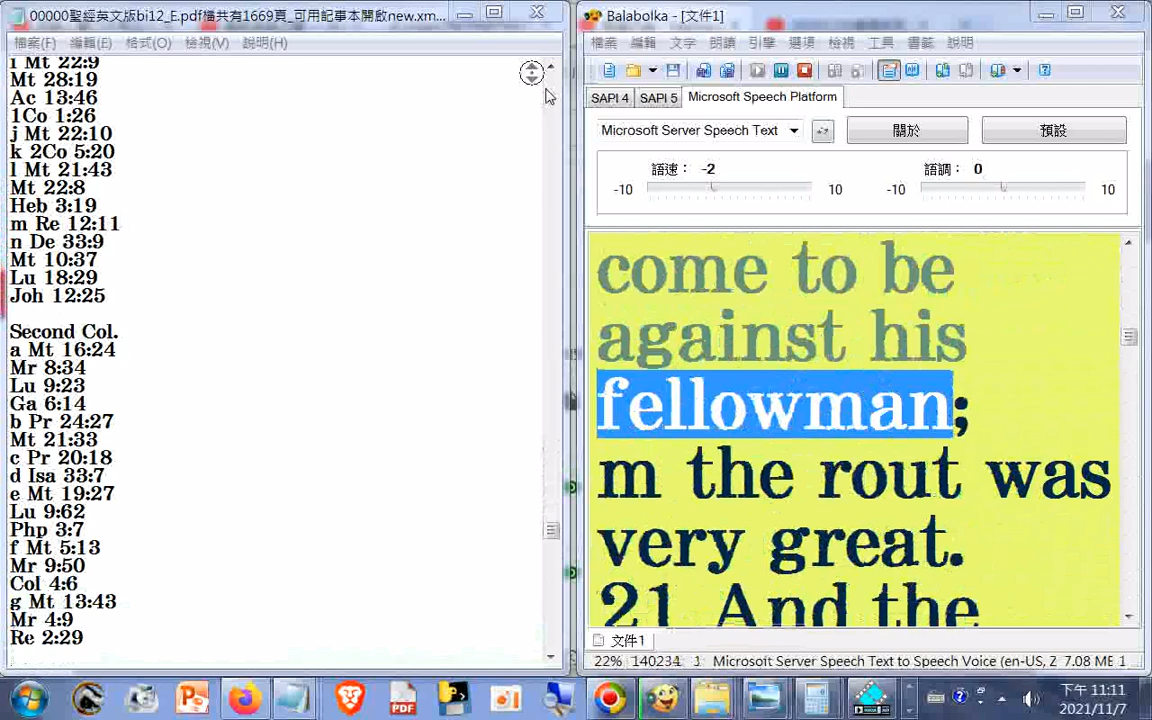 00000聖經英文版bi12_E.pdf檔共有1669頁_可用記事本開啟new.xm...
檔案(F) 編輯(E) 格式(O) 檢視(V) 說明(H)
i Mt 22:9
Mt 28:19
Ac 13:46
1Co 1:26
j Mt 22:10
k 2Co 5:20
l Mt 21:43
Mt 22:8
Heb 3:19
m Re 12:11
n De 33:9
Mt 10:37
Lu 18:29
Joh 12:25
Second Col.
a Mt 16:24
Mr 8:34
Lu 9:23
Ga 6:14
b Pr 24:27
Mt 21:33
c Pr 20:18
d Isa 33:7
e Mt 19:27
Lu 9:62
Php 3:7
f Mt 5:13
Mr 9:50
Col 4:6
g Mt 13:43
Mr 4:9
Re 2:29
Balabolka - [文件1]
檔案 編輯 文字 朗讀 引擎 選項 檢視 工具 書籤 說明
SAPI 4 SAPI 5 Microsoft Speech Platform
Microsoft Server Speech Text 關於 預設
語速： -2 語調： 0
-10 10 -10 10
come to be
against his
fellowman;
m the rout was
very great.
21 And the
文件1
22% 140234: 1 Microsoft Server Speech Text to Speech Voice (en-US, Z 7.08 ME 1
PDF
下午 11:11
2021/11/7